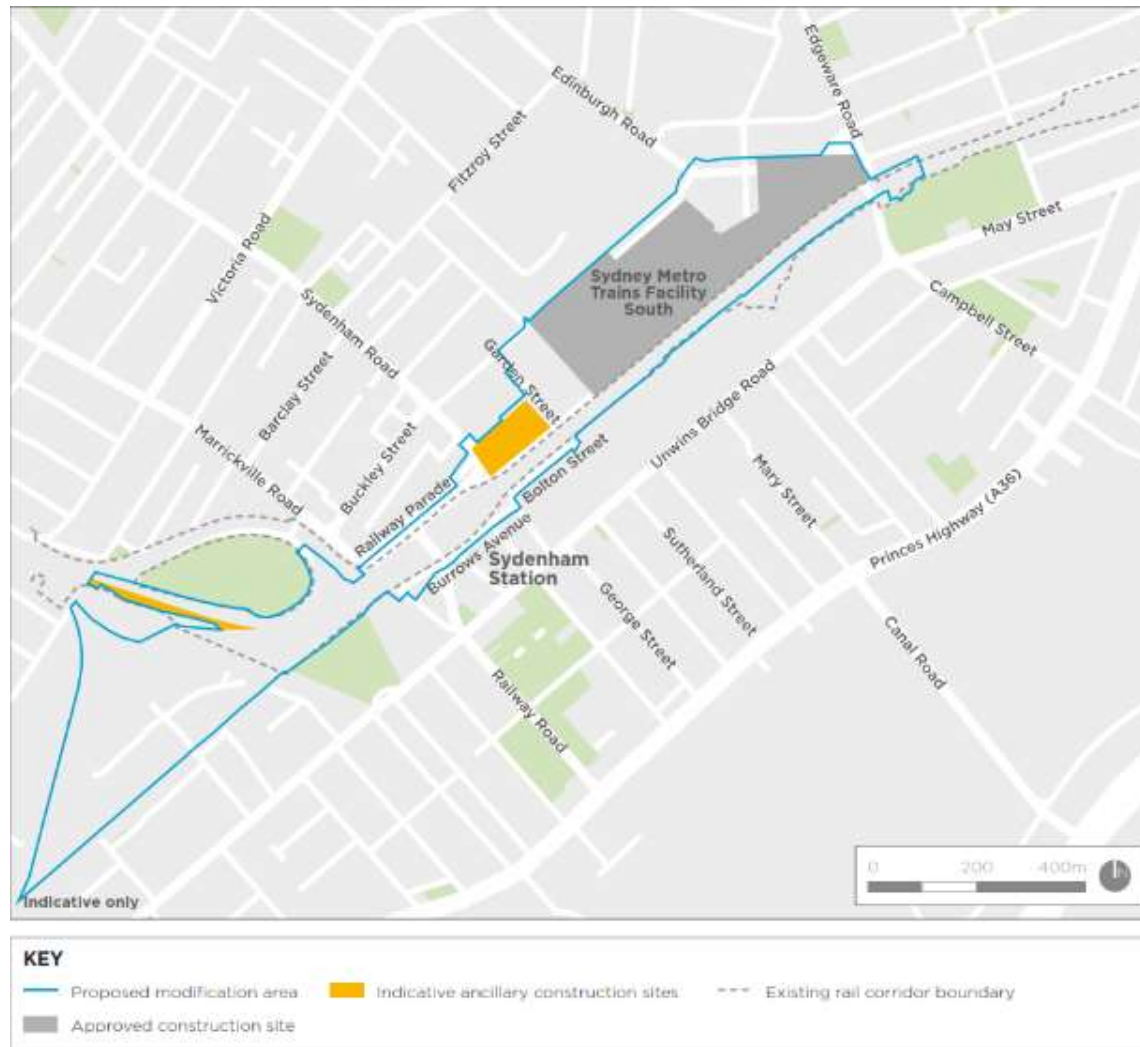 Edgeware Road
Edinburgh Road
Fitzroy Street
May Street
Victoria Road
Sydney Metro
Trains Facility
South
Campbell Street
Sydenham Road
Garden Street
Barclay Street
Unwins Bridge Road
Marrickville Road
Buckley Street
Bolton Street
Mary Street
Princes Highway (A36)
Railway Parade
Burrows Avenue
Sydenham
Station
Sutherland Street
George Street
Canal Road
Railway Road
0 200 400m
N
Indicative only
KEY
Proposed modification area
Indicative ancillary construction sites
Existing rail corridor boundary
Approved construction site